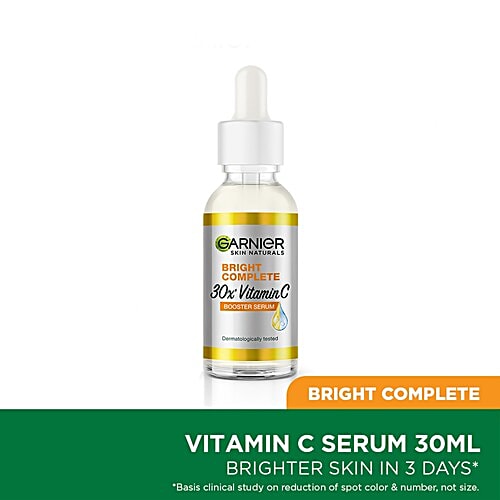 GARNIER
SKIN NATURALS
BRIGHT
COMPLETE
30x* Vitamin C
BOOSTER SERUM
Dermatologically tested
BRIGHT COMPLETE
VITAMIN C SERUM 30ML
BRIGHTER SKIN IN 3 DAYS*
*Basis clinical study on reduction of spot color & number, not size.